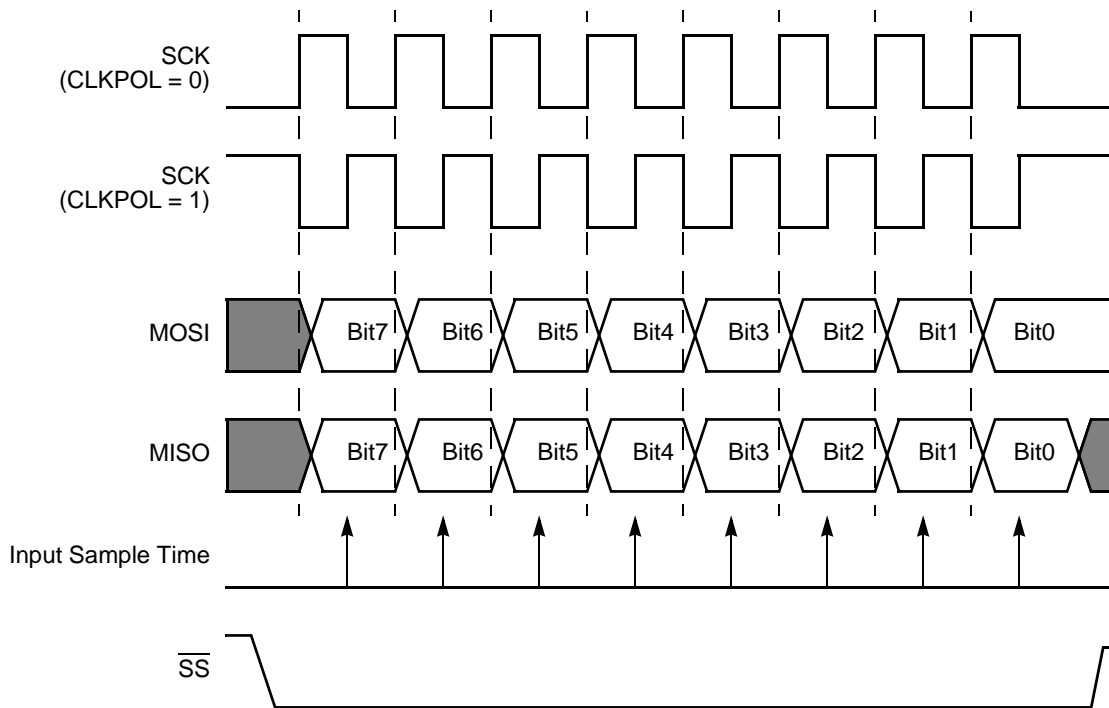 SCK
(CLKPOL = 0)
SCK
(CLKPOL = 1)
MOSI
Bit7 Bit6 Bit5 Bit4 Bit3 Bit2 Bit1 Bit0
MISO
Bit7 Bit6 Bit5 Bit4 Bit3 Bit2 Bit1 Bit0
Input Sample Time
SS